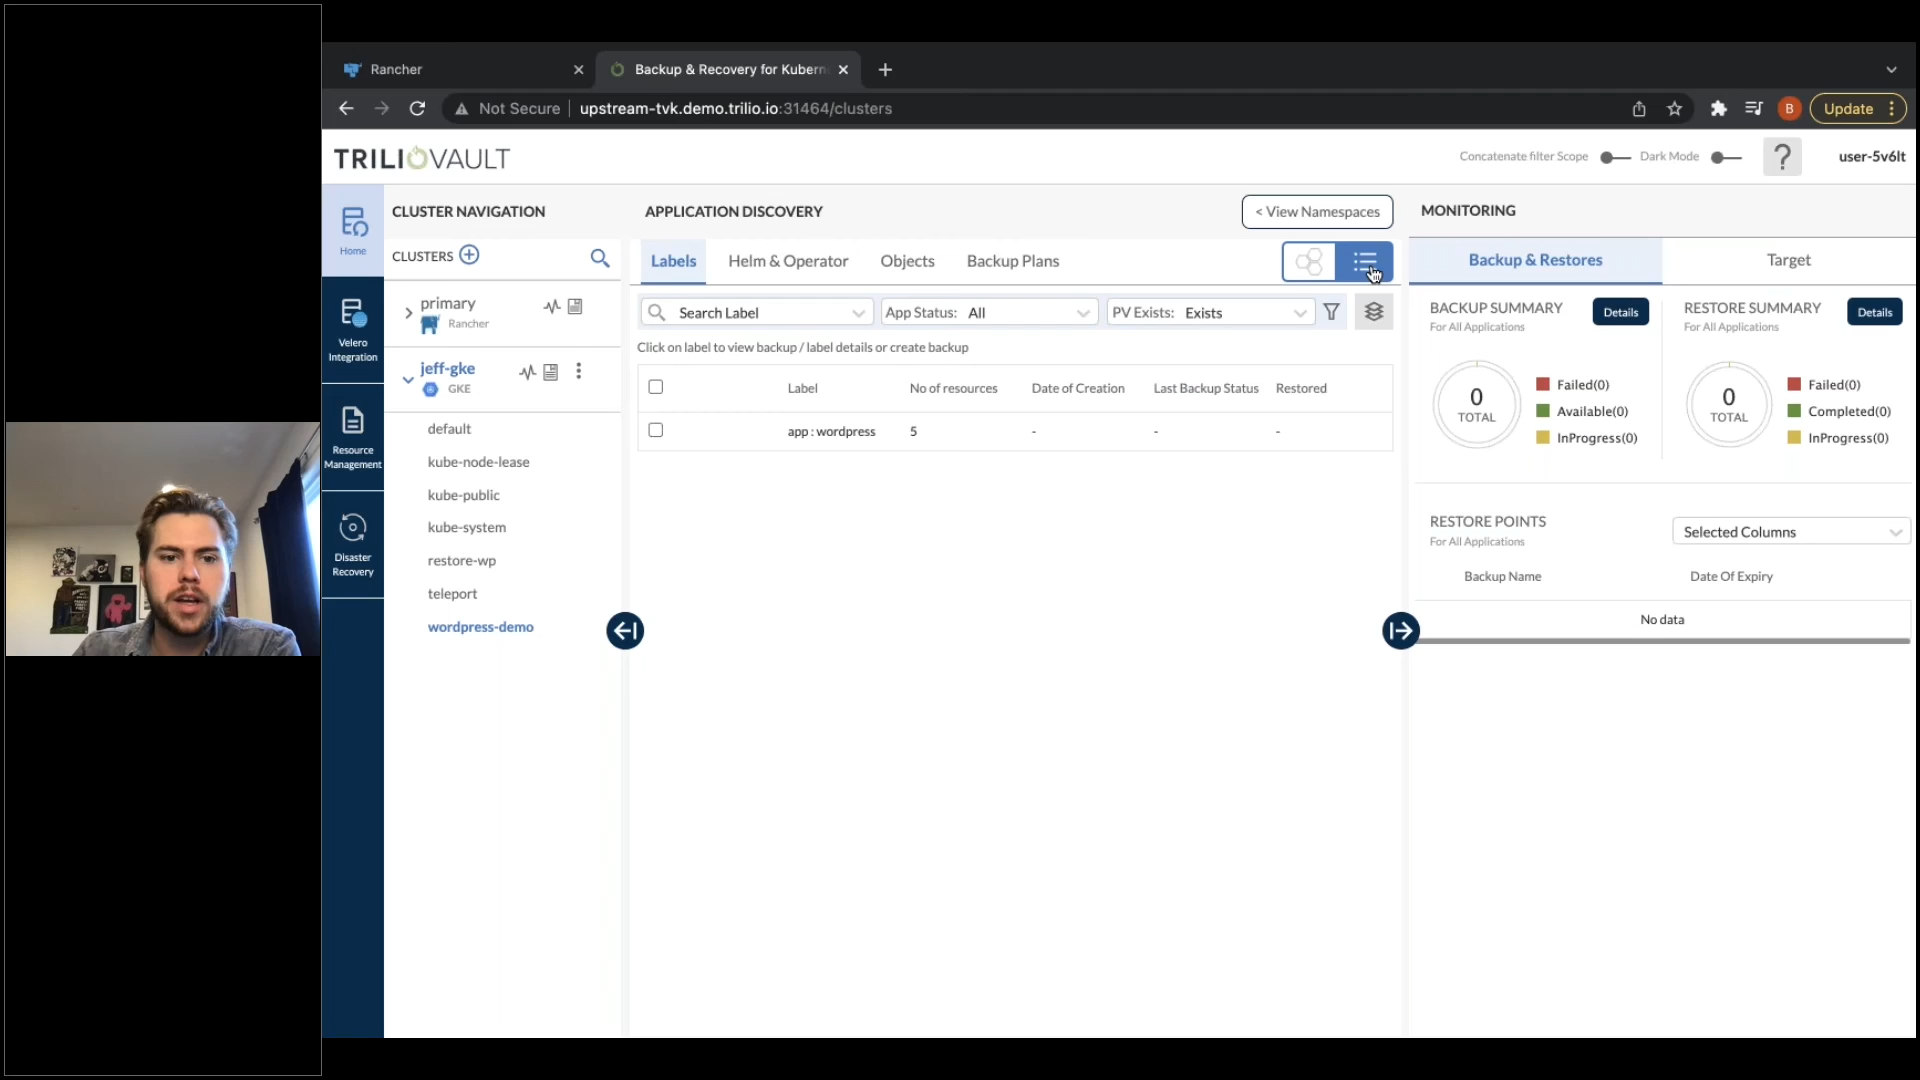 Rancher
Backup & Recovery for Kubern
Not Secure
upstream-tvk.demo.trilio.io:31464/clusters
B
Update
TRILIOVAULT
Concatenate filter Scope
Dark Mode
?
user-5v6lt
Home
Velero
Integration
Resource
Management
Disaster
Recovery
CLUSTER NAVIGATION
CLUSTERS
primary
Rancher
jeff-gke
GKE
default
kube-node-lease
kube-public
kube-system
restore-wp
teleport
wordpress-demo
APPLICATION DISCOVERY
< View Namespaces
Labels
Helm & Operator
Objects
Backup Plans
Search Label
App Status: All
PV Exists: Exists
Click on label to view backup / label details or create backup
Label No of resources Date of Creation Last Backup Status Restored
app : wordpress 5 - - -
MONITORING
Backup & Restores
Target
BACKUP SUMMARY
For All Applications
Details
0
TOTAL
Failed(0)
Available(0)
InProgress(0)
RESTORE SUMMARY
For All Applications
Details
0
TOTAL
Failed(0)
Completed(0)
InProgress(0)
RESTORE POINTS
For All Applications
Selected Columns
Backup Name Date Of Expiry
No data